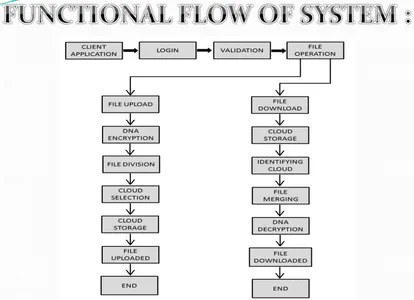 FUNCTIONAL FLOW OF SYSTEM :
CLIENT
APPLICATION
LOGIN
VALIDATION
FILE
OPERATION
FILE UPLOAD
DNA
ENCRYPTION
FILE DIVISION
CLOUD
SELECTION
CLOUD
STORAGE
FILE
UPLOADED
END
FILE
DOWNLOAD
CLOUD
STORAGE
IDENTIFYING
CLOUD
FILE
MERGING
DNA
DECRYPTION
FILE
DOWNLOADED
END